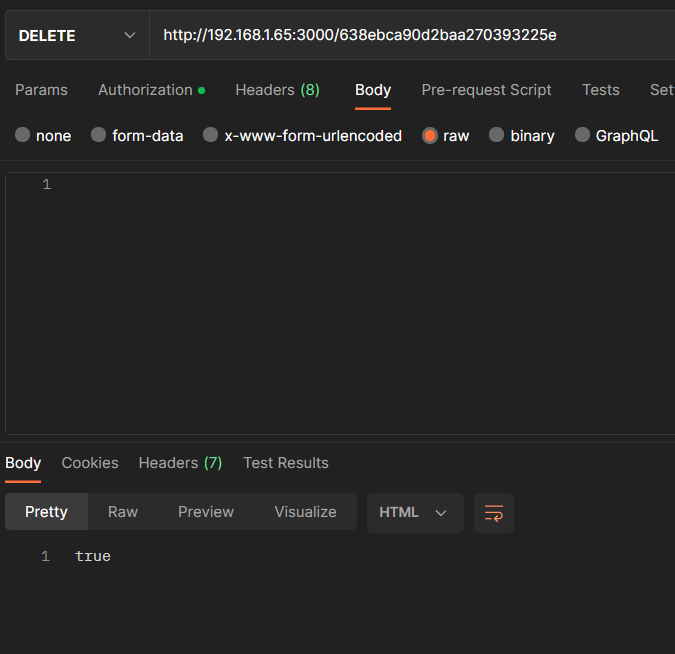 DELETE http://192.168.1.65:3000/638ebca90d2baa270393225e
Params Authorization Headers (8) Body Pre-request Script Tests Set
none form-data x-www-form-urlencoded raw binary GraphQL
1
Body Cookies Headers (7) Test Results
Pretty Raw Preview Visualize HTML
1 true